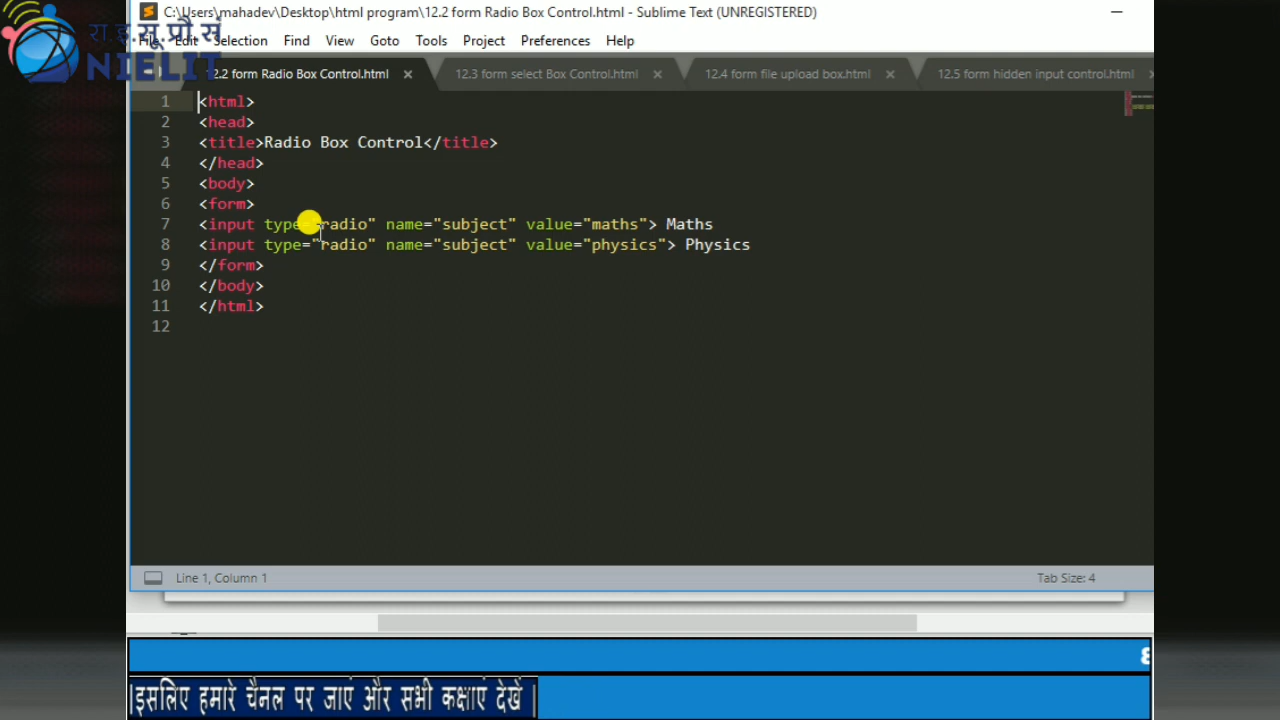 C:\Users\mahadev\Desktop\html program\12.2 form Radio Box Control.html - Sublime Text (UNREGISTERED)
रा.इ.सू.प्रौ.सं
NIELIT
File Edit Selection Find View Goto Tools Project Preferences Help
12.2 form Radio Box Control.html × 12.3 form select Box Control.html × 12.4 form file upload box.html × 12.5 form hidden input control.html ×
1 <html>
2 <head>
3 <title>Radio Box Control</title>
4 </head>
5 <body>
6 <form>
7 <input type="radio" name="subject" value="maths"> Maths
8 <input type="radio" name="subject" value="physics"> Physics
9 </form>
10 </body>
11 </html>
12
Line 1, Column 1 Tab Size: 4
|इसलिए हमारे चैनल पर जाएं और सभी कक्षाएं देखें |